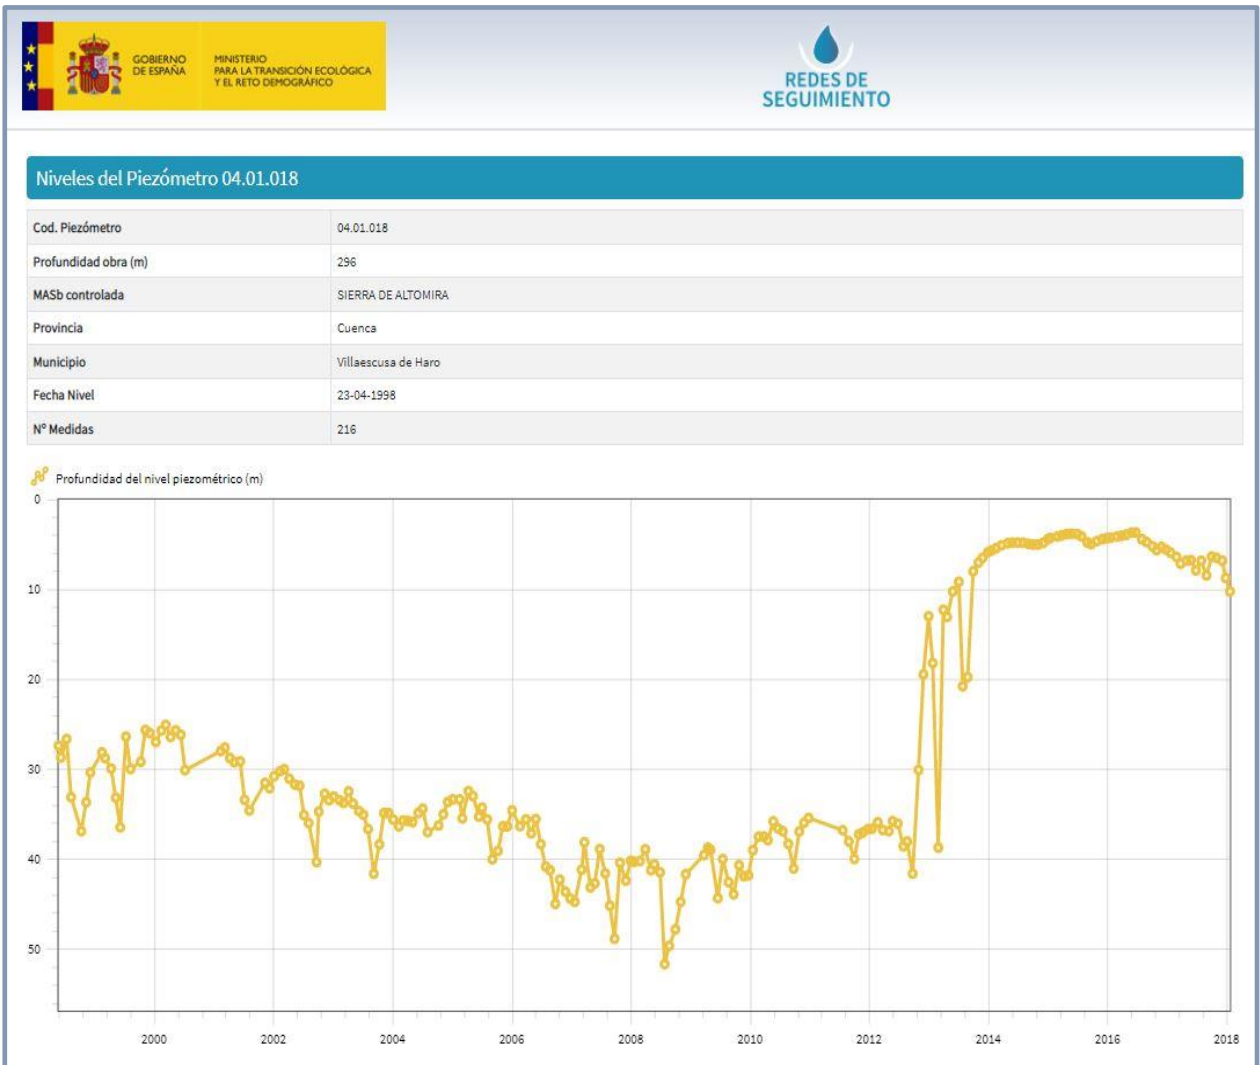 GOBIERNO
DE ESPAÑA
MINISTERIO
PARA LA TRANSICIÓN ECOLÓGICA
Y EL RETO DEMOGRÁFICO
REDES DE
SEGUIMIENTO
Niveles del Piezómetro 04.01.018
Cod. Piezómetro 04.01.018
Profundidad obra (m) 296
MASb controlada SIERRA DE ALTOMIRA
Provincia Cuenca
Municipio Villaescusa de Haro
Fecha Nivel 23-04-1998
Nº Medidas 216
Profundidad del nivel piezométrico (m)
0
10
20
30
40
50
2000 2002 2004 2006 2008 2010 2012 2014 2016 2018